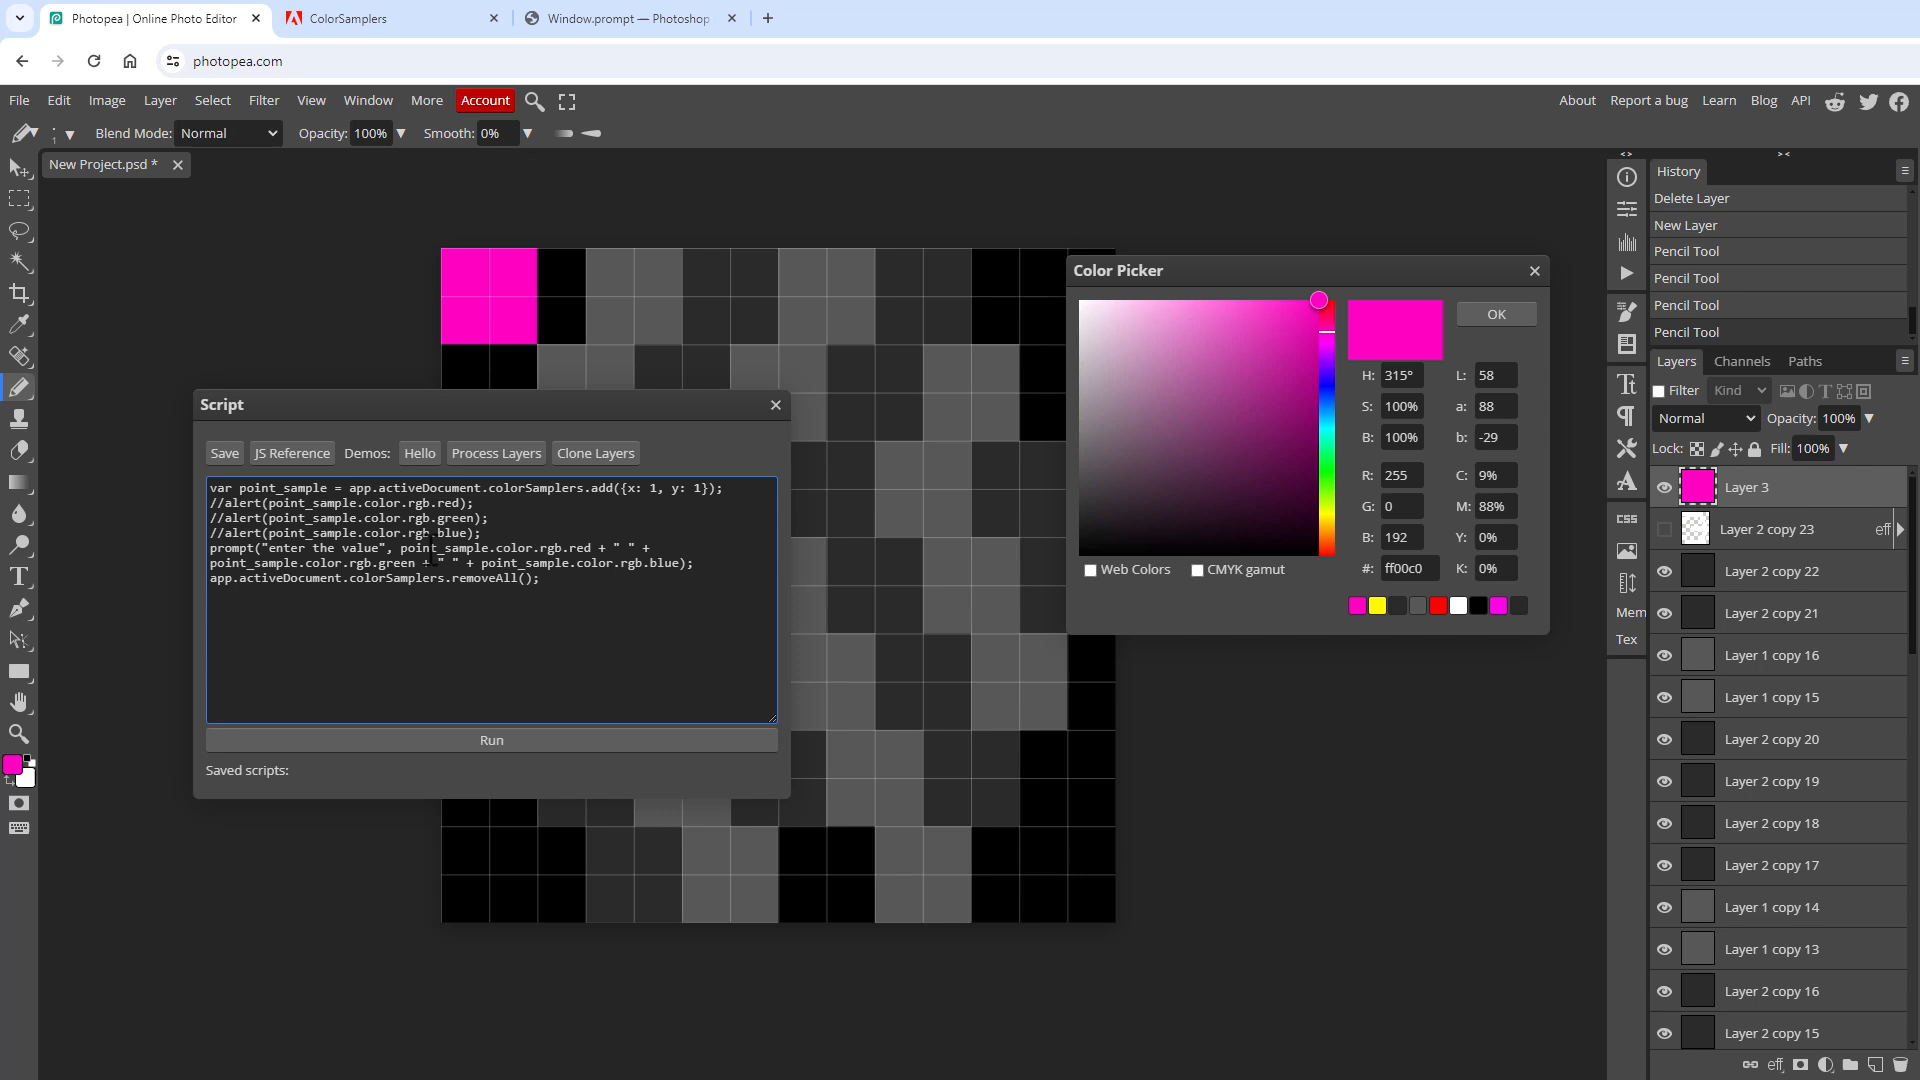 Photopea | Online Photo Editor
ColorSamplers
Window.prompt — Photoshop
photopea.com
File Edit Image Layer Select Filter View Window More Account
About Report a bug Learn Blog API
Blend Mode: Normal Opacity: 100% Smooth: 0%
New Project.psd *
History
Delete Layer
New Layer
Pencil Tool
Pencil Tool
Pencil Tool
Pencil Tool
Color Picker
OK
H: 315° L: 58
S: 100% a: 88
B: 100% b: -29
R: 255 C: 9%
G: 0 M: 88%
B: 192 Y: 0%
#: ff00c0 K: 0%
Web Colors CMYK gamut
Script
Save JS Reference Demos: Hello Process Layers Clone Layers
var point_sample = app.activeDocument.colorSamplers.add({x: 1, y: 1});
//alert(point_sample.color.rgb.red);
//alert(point_sample.color.rgb.green);
//alert(point_sample.color.rgb.blue);
prompt("enter the value", point_sample.color.rgb.red + " " +
point_sample.color.rgb.green + " " + point_sample.color.rgb.blue);
app.activeDocument.colorSamplers.removeAll();
Run
Saved scripts:
Layers Channels Paths
Filter Kind
Normal Opacity: 100%
Lock: Fill: 100%
CSS
Mem
Tex
Layer 3
Layer 2 copy 23 eff
Layer 2 copy 22
Layer 2 copy 21
Layer 1 copy 16
Layer 1 copy 15
Layer 2 copy 20
Layer 2 copy 19
Layer 2 copy 18
Layer 2 copy 17
Layer 1 copy 14
Layer 1 copy 13
Layer 2 copy 16
Layer 2 copy 15
eff